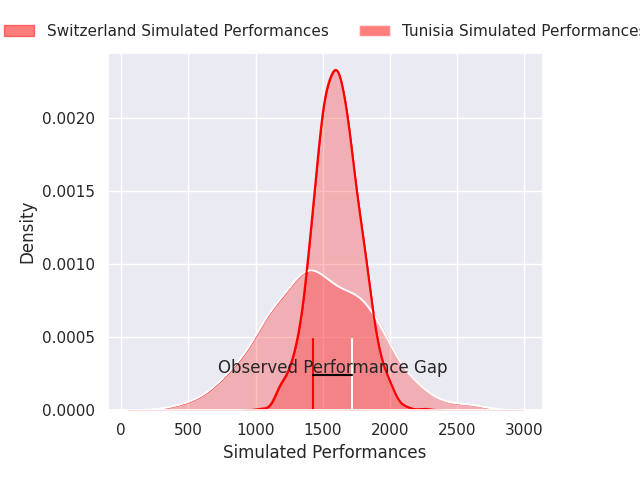 Switzerland Simulated Performances
Tunisia Simulated Performances
0.0020
0.0015
0.0010
0.0005
0.0000
Density
Observed Performance Gap
0
500
1000
1500
2000
2500
3000
Simulated Performances